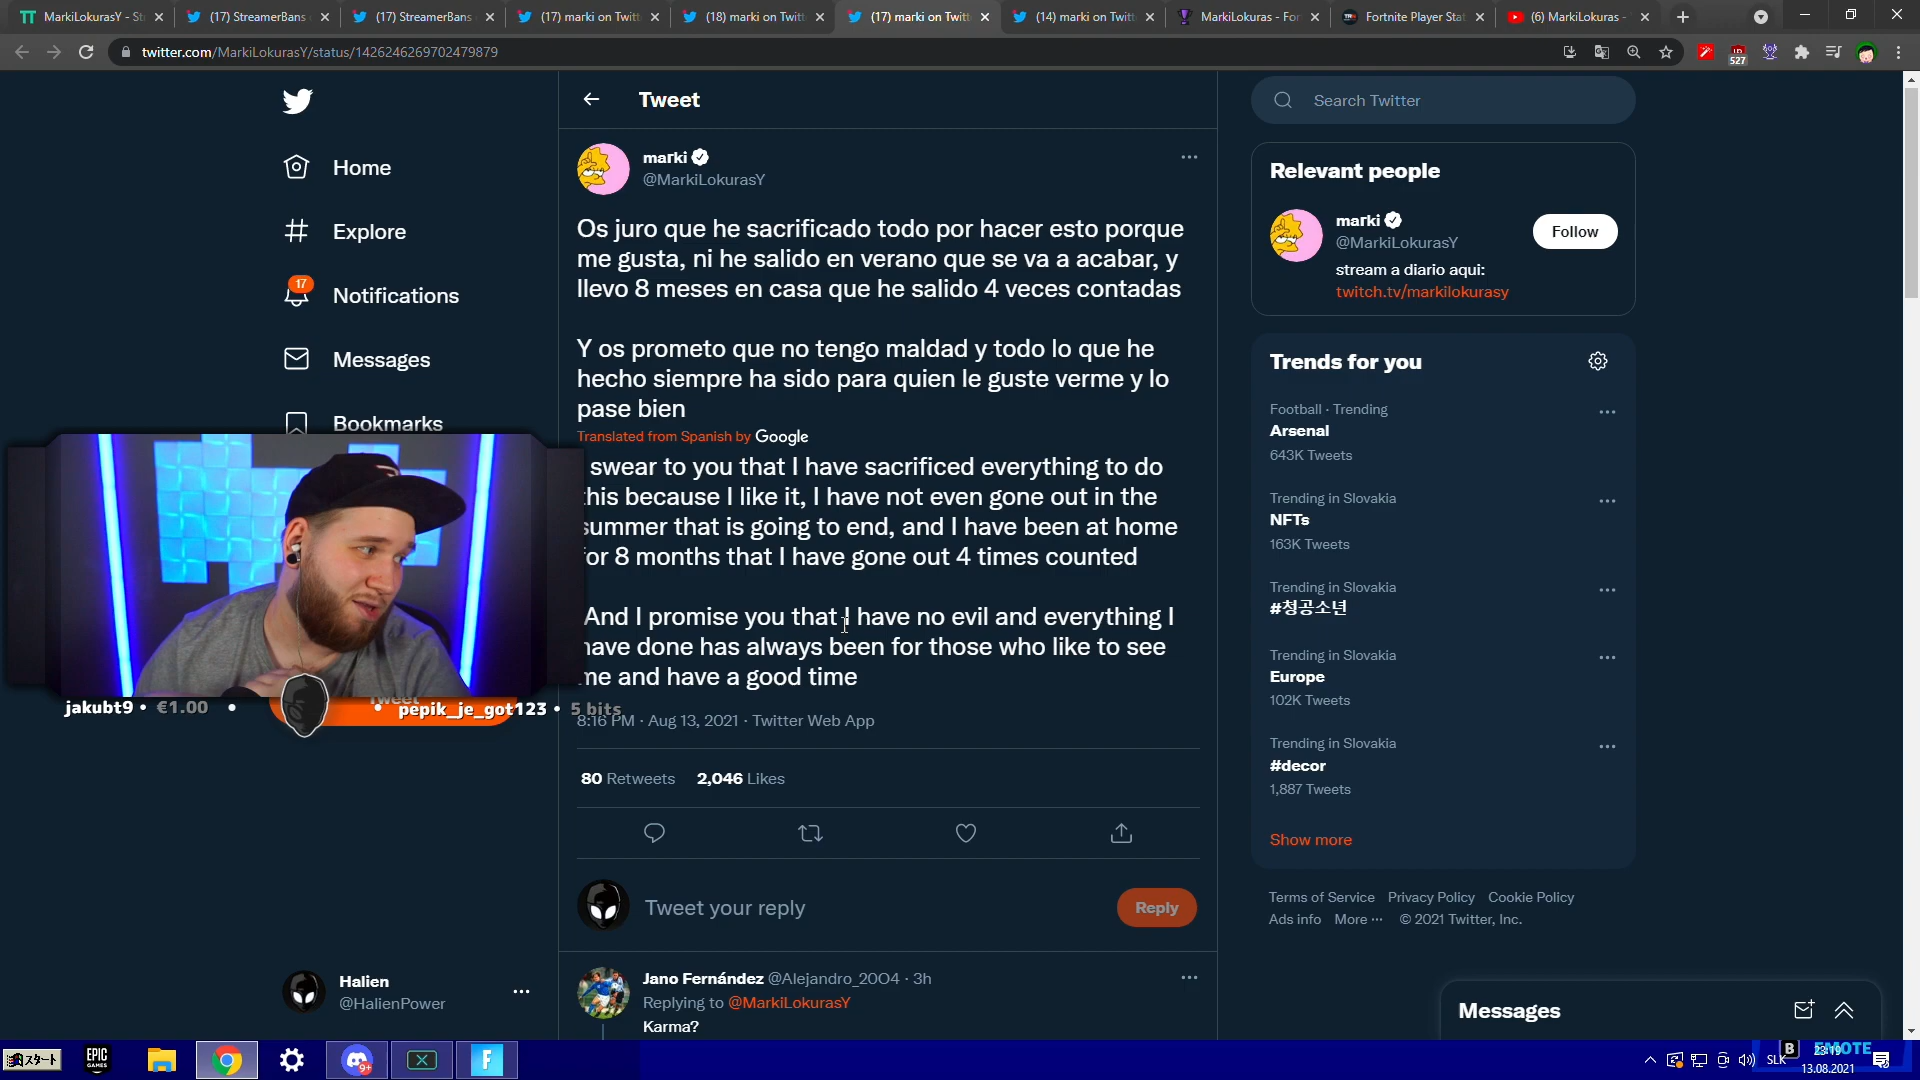 MarkiLokurasY - St
(17) StreamerBans
(17) StreamerBans
(17) marki on Twitt
(18) marki on Twitt
(17) marki on Twitt
(14) marki on Twitt
MarkiLokuras - For
Fortnite Player Stat
(6) MarkiLokuras -
twitter.com/MarkiLokurasY/status/1426246269702479879
527
Home
Explore
17
Notifications
Messages
Bookmarks
Tweet
Halien
@HalienPower
Tweet
marki
@MarkiLokurasY
Os juro que he sacrificado todo por hacer esto porque
me gusta, ni he salido en verano que se va a acabar, y
llevo 8 meses en casa que he salido 4 veces contadas
Y os prometo que no tengo maldad y todo lo que he
hecho siempre ha sido para quien le guste verme y lo
pase bien
Translated from Spanish by Google
swear to you that I have sacrificed everything to do
this because I like it, I have not even gone out in the
summer that is going to end, and I have been at home
for 8 months that I have gone out 4 times counted
And I promise you that I have no evil and everything I
have done has always been for those who like to see
me and have a good time
jakubt9 • €1.00 • • pepik_je_got123 • 5 bits
8:16 PM · Aug 13, 2021 · Twitter Web App
80 Retweets 2,046 Likes
Tweet your reply
Reply
Jano Fernández @Alejandro_20O4 · 3h
Replying to @MarkiLokurasY
Karma?
Search Twitter
Relevant people
marki
@MarkiLokurasY
Follow
stream a diario aqui:
twitch.tv/markilokurasy
Trends for you
Football · Trending
Arsenal
643K Tweets
Trending in Slovakia
NFTs
163K Tweets
Trending in Slovakia
#청공소년
Trending in Slovakia
Europe
102K Tweets
Trending in Slovakia
#decor
1,887 Tweets
Show more
Terms of Service Privacy Policy Cookie Policy
Ads info More ··· © 2021 Twitter, Inc.
Messages
スタート
EPIC
GAMES
9+
F
SLK
B
EMOTE
23:19
13.08.2021